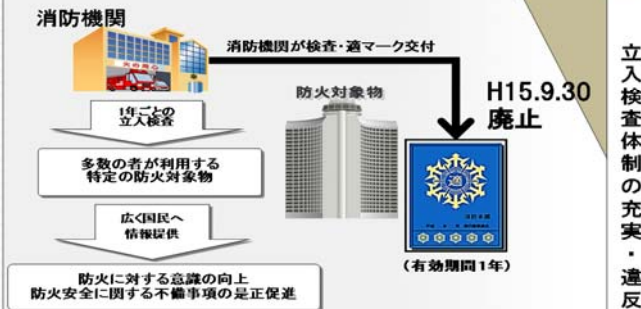 消防機関
消防機関が検査・適マーク交付
防火対象物
H15.9.30
廃止
1年ごとの
立入検査
多数の者が利用する
特定の防火対象物
広く国民へ
情報提供
適
(有効期間1年)
防火に対する意識の向上
防火安全に関する不備事項の是正促進
立入検査体制の充実・違反